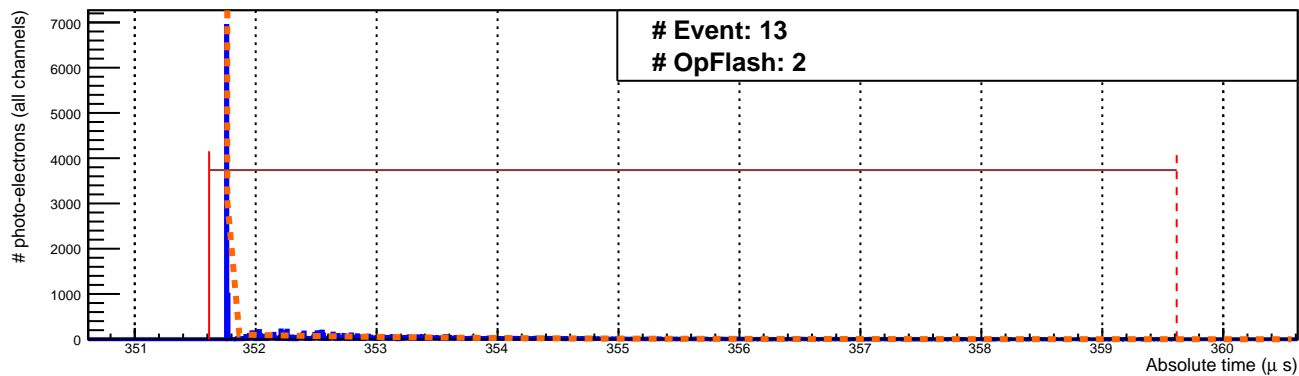 # Event: 13
# OpFlash: 2
# photo-electrons (all channels)
7000
6000
5000
4000
3000
2000
1000
0
351 352 353 354 355 356 357 358 359 360
Absolute time (μ s)